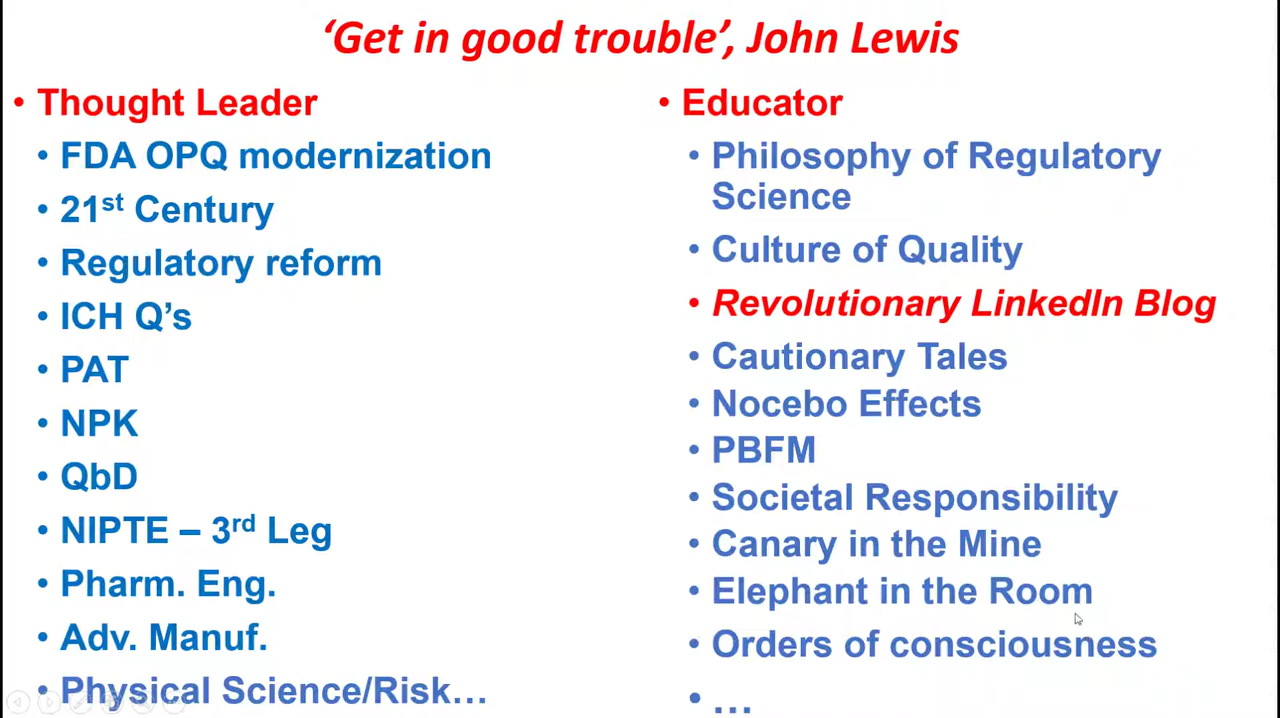 ‘Get in good trouble’, John Lewis
• Thought Leader
• FDA OPQ modernization
• 21st Century
• Regulatory reform
• ICH Q’s
• PAT
• NPK
• QbD
• NIPTE – 3rd Leg
• Pharm. Eng.
• Adv. Manuf.
• Physical Science/Risk…
• Educator
• Philosophy of Regulatory
Science
• Culture of Quality
• Revolutionary LinkedIn Blog
• Cautionary Tales
• Nocebo Effects
• PBFM
• Societal Responsibility
• Canary in the Mine
• Elephant in the Room
• Orders of consciousness
• …